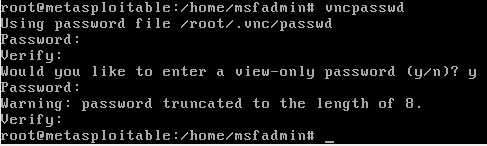 root@metasploitable:/home/msfadmin# vncpasswd
Using password file /root/.vnc/passwd
Password:
Verify:
Would you like to enter a view-only password (y/n)? y
Password:
Warning: password truncated to the length of 8.
Verify:
root@metasploitable:/home/msfadmin# _